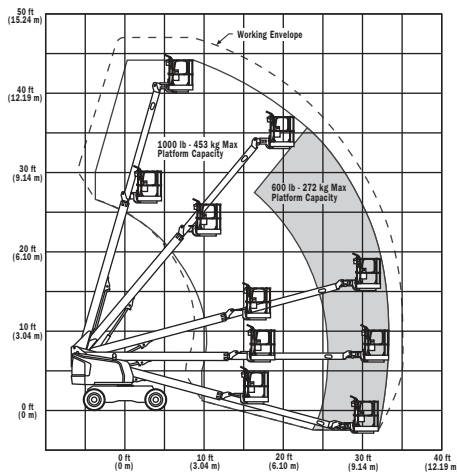 50 ft
(15.24 m)
Working Envelope
40 ft
(12.19 m)
1000 lb - 453 kg Max
Platform Capacity
30 ft
(9.14 m)
600 lb - 272 kg Max
Platform Capacity
20 ft
(6.10 m)
10 ft
(3.04 m)
0 ft
(0 m)
0 ft
(0 m)
10 ft
(3.04 m)
20 ft
(6.10 m)
30 ft
(9.14 m)
40 ft
(12.19 m